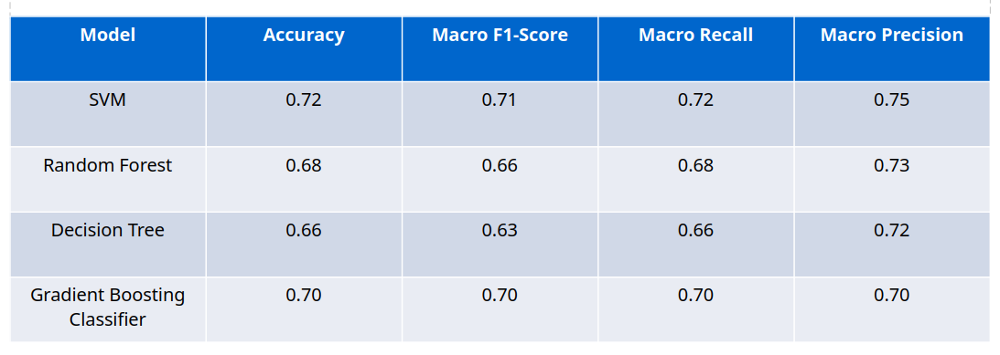 Model Accuracy Macro F1-Score Macro Recall Macro Precision
SVM 0.72 0.71 0.72 0.75
Random Forest 0.68 0.66 0.68 0.73
Decision Tree 0.66 0.63 0.66 0.72
Gradient Boosting 0.70 0.70 0.70 0.70
Classifier